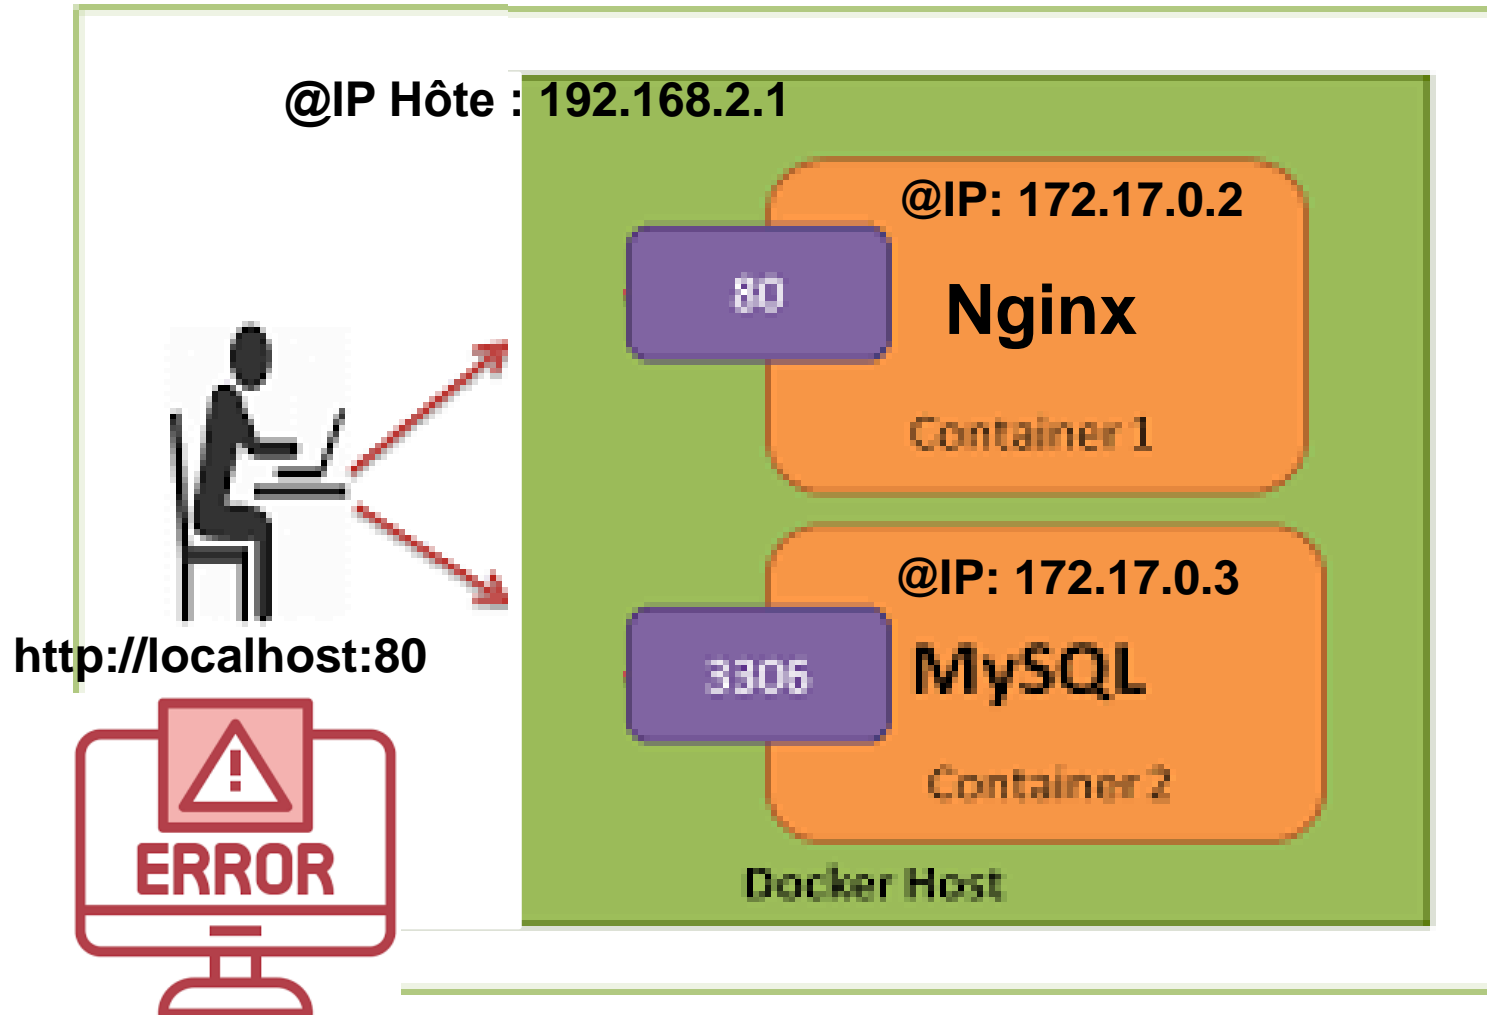 @IP Hôte : 192.168.2.1
@IP: 172.17.0.2
80
Nginx
Container 1
@IP: 172.17.0.3
http://localhost:80
3306
MySQL
Container 2
ERROR
Docker Host